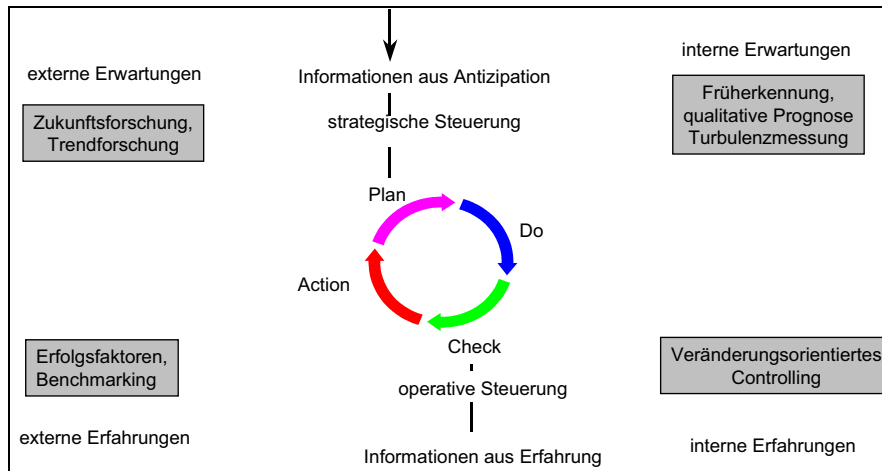 interne Erwartungen
externe Erwartungen
Informationen aus Antizipation
Früherkennung,
qualitative Prognose
Turbulenzmessung
Zukunftsforschung,
Trendforschung
strategische Steuerung
Plan
Do
Action
Check
Erfolgsfaktoren,
Benchmarking
Veränderungsorientiertes
Controlling
operative Steuerung
externe Erfahrungen
Informationen aus Erfahrung
interne Erfahrungen